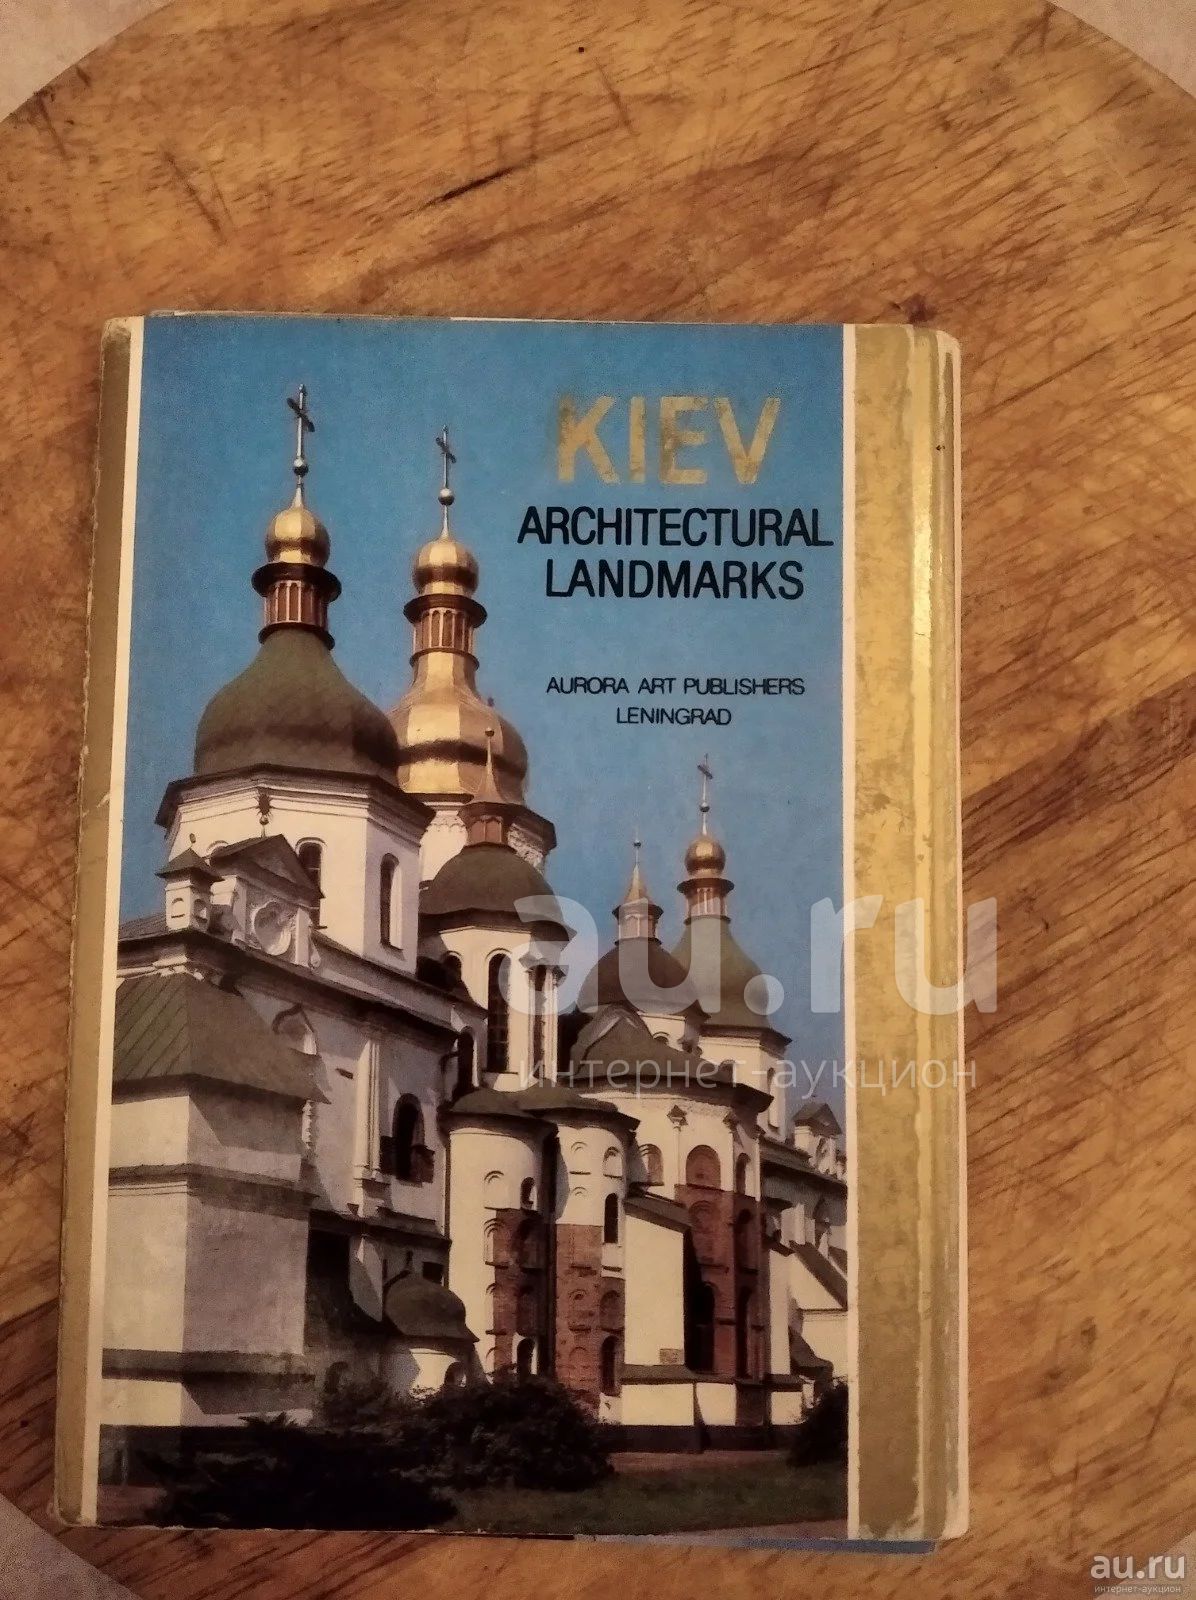 KIEV
ARCHITECTURAL
LANDMARKS
AURORA ART PUBLISHERS
LENINGRAD
au.ru
интернет-аукцион
au.ru
интернет-аукцион